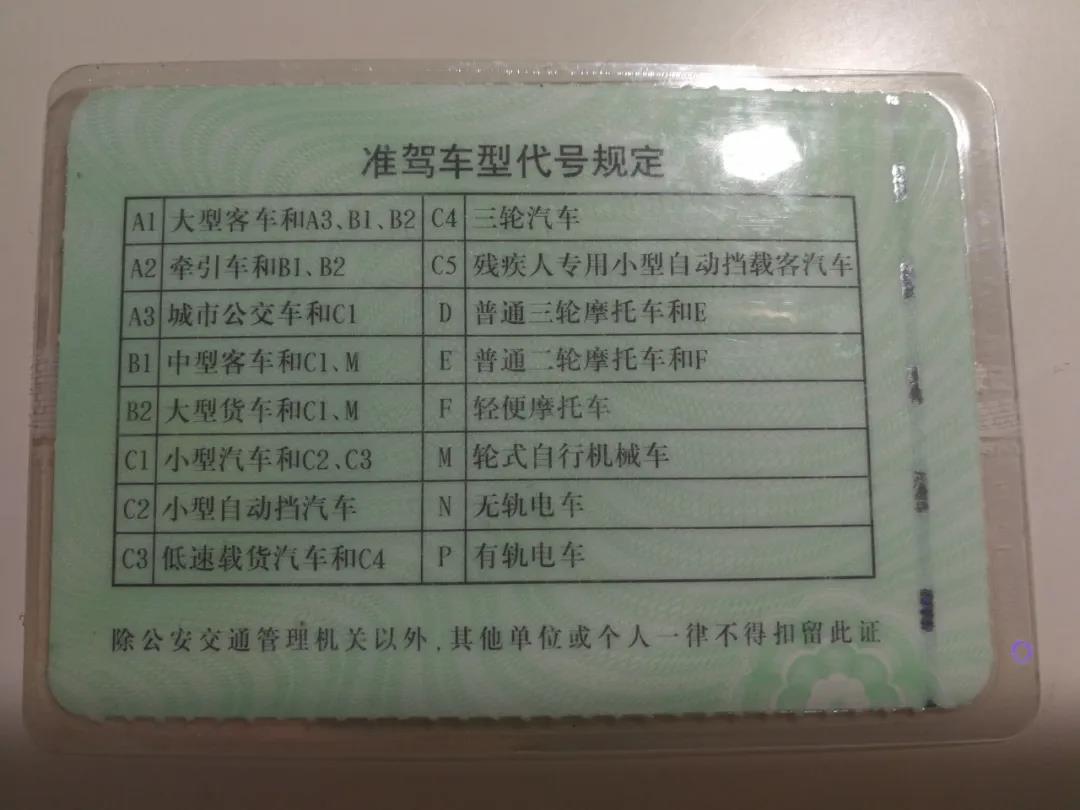 准驾车型代号规定
A1 大型客车和A3、B1、B2 C4 三轮汽车
A2 牵引车和B1、B2 C5 残疾人专用小型自动挡载客汽车
A3 城市公交车和C1 D 普通三轮摩托车和E
B1 中型客车和C1、M E 普通二轮摩托车和F
B2 大型货车和C1、M F 轻便摩托车
C1 小型汽车和C2、C3 M 轮式自行机械车
C2 小型自动挡汽车 N 无轨电车
C3 低速载货汽车和C4 P 有轨电车
除公安交通管理机关以外,其他单位或个人一律不得扣留此证